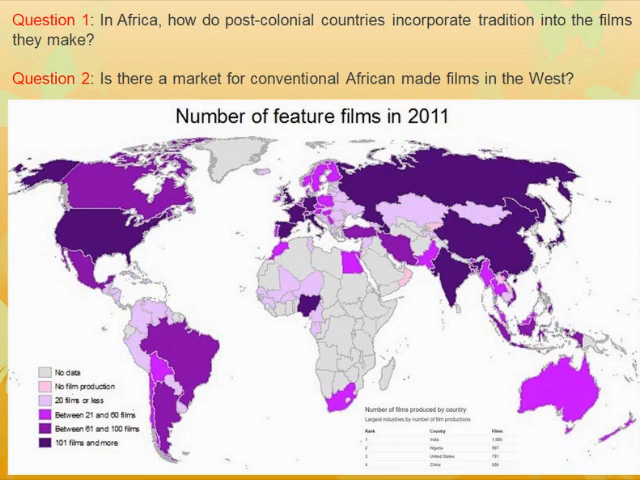 Question 1: In Africa, how do post-colonial countries incorporate tradition into the films
they make?
Question 2: Is there a market for conventional African made films in the West?
Number of feature films in 2011
No data
No film production
20 films or less
Between 21 and 60 films
Between 61 and 100 films
101 films and more
Number of films produced by country
Largest industries by number of film productions
Rank Country Films
1 India
2 Nigeria
3 United States
4 China